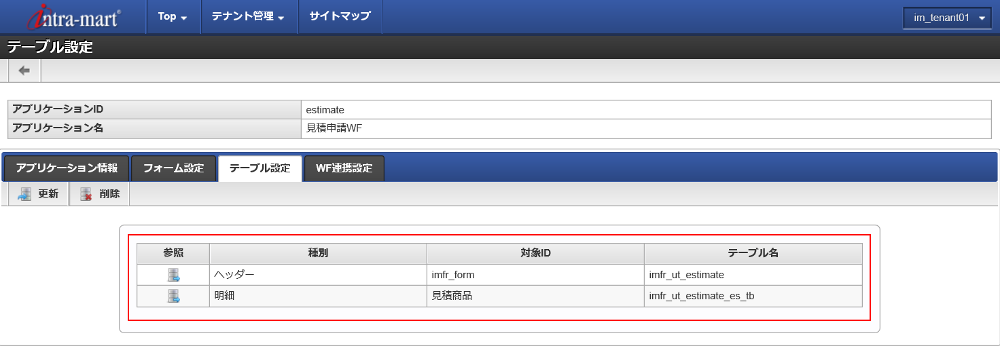 intra-mart® Top テナント管理 サイトマップ im_tenant01
テーブル設定
アプリケーションID estimate
アプリケーション名 見積申請WF
アプリケーション情報 フォーム設定 テーブル設定 WF連携設定
更新 削除
参照 種別 対象ID テーブル名
ヘッダー imfr_form imfr_ut_estimate
明細 見積商品 imfr_ut_estimate_es_tb